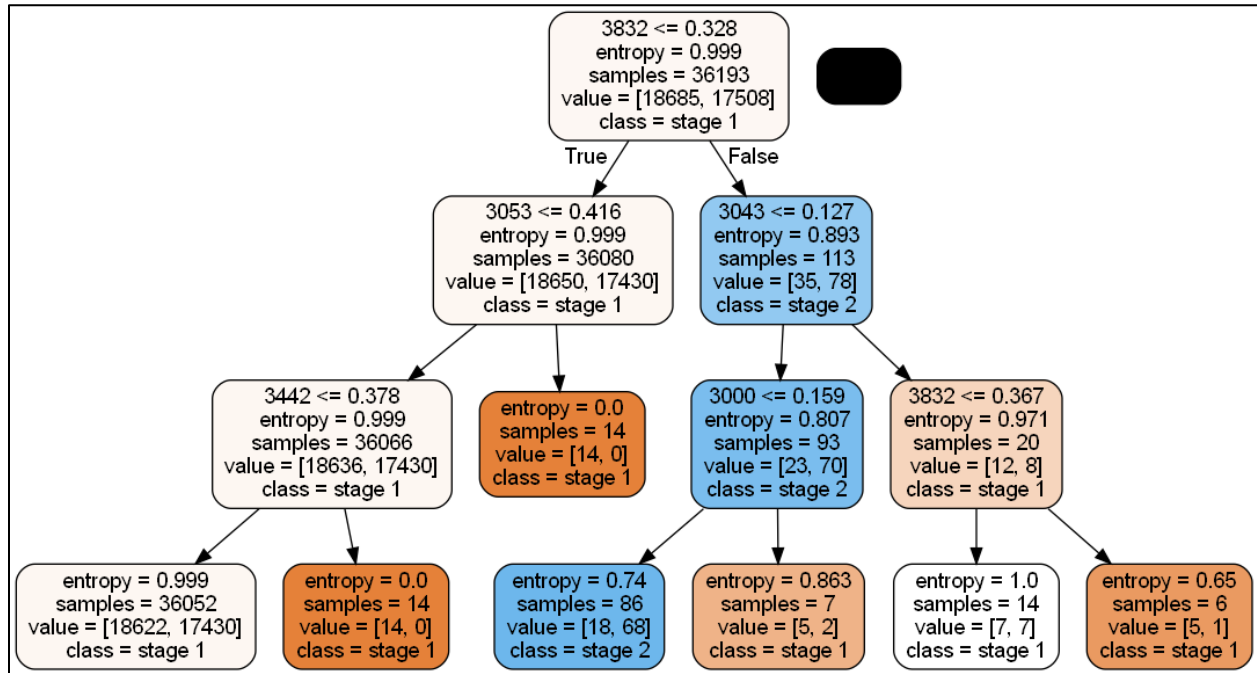 3832 <= 0.328
entropy = 0.999
samples = 36193
value = [18685, 17508]
class = stage 1
True
False
3053 <= 0.416
entropy = 0.999
samples = 36080
value = [18650, 17430]
class = stage 1
3043 <= 0.127
entropy = 0.893
samples = 113
value = [35, 78]
class = stage 2
3442 <= 0.378
entropy = 0.999
samples = 36066
value = [18636, 17430]
class = stage 1
entropy = 0.0
samples = 14
value = [14, 0]
class = stage 1
3000 <= 0.159
entropy = 0.807
samples = 93
value = [23, 70]
class = stage 2
3832 <= 0.367
entropy = 0.971
samples = 20
value = [12, 8]
class = stage 1
entropy = 0.999
samples = 36052
value = [18622, 17430]
class = stage 1
entropy = 0.0
samples = 14
value = [14, 0]
class = stage 1
entropy = 0.74
samples = 86
value = [18, 68]
class = stage 2
entropy = 0.863
samples = 7
value = [5, 2]
class = stage 1
entropy = 1.0
samples = 14
value = [7, 7]
class = stage 1
entropy = 0.65
samples = 6
value = [5, 1]
class = stage 1